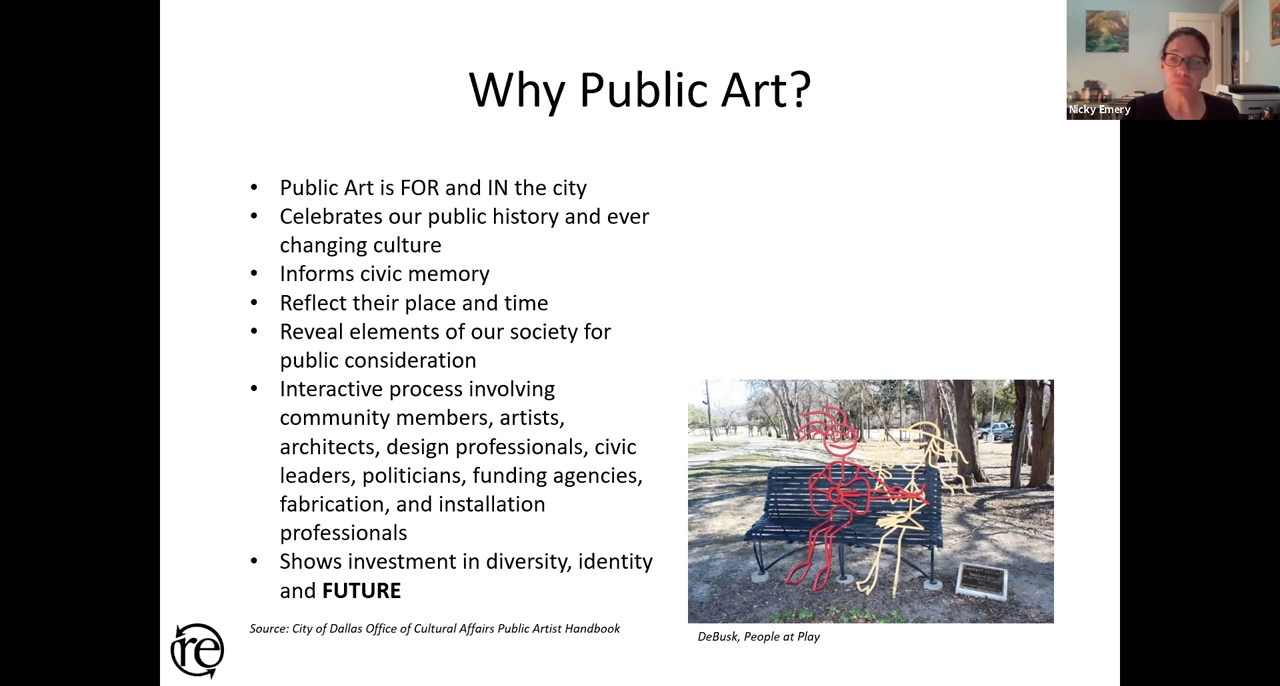 Why Public Art?
Nicky Emery
• Public Art is FOR and IN the city
• Celebrates our public history and ever
changing culture
• Informs civic memory
• Reflect their place and time
• Reveal elements of our society for
public consideration
• Interactive process involving
community members, artists,
architects, design professionals, civic
leaders, politicians, funding agencies,
fabrication, and installation
professionals
• Shows investment in diversity, identity
and FUTURE
Source: City of Dallas Office of Cultural Affairs Public Artist Handbook
DeBusk, People at Play
re